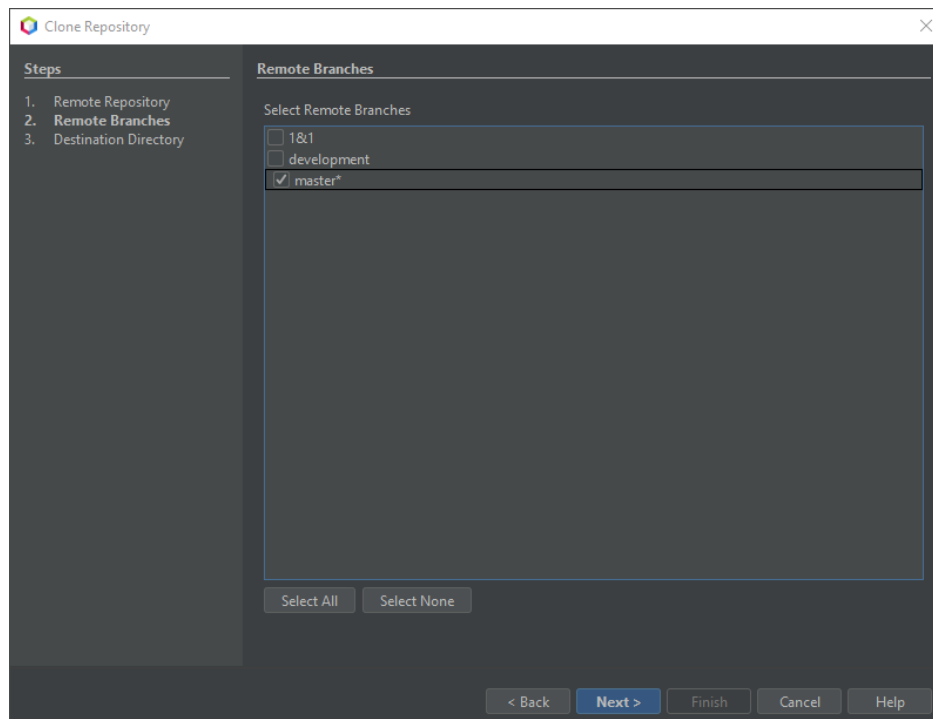 Clone Repository
Steps
1. Remote Repository
2. Remote Branches
3. Destination Directory
Remote Branches
Select Remote Branches
1&1
development
master*
Select All Select None
< Back Next > Finish Cancel Help